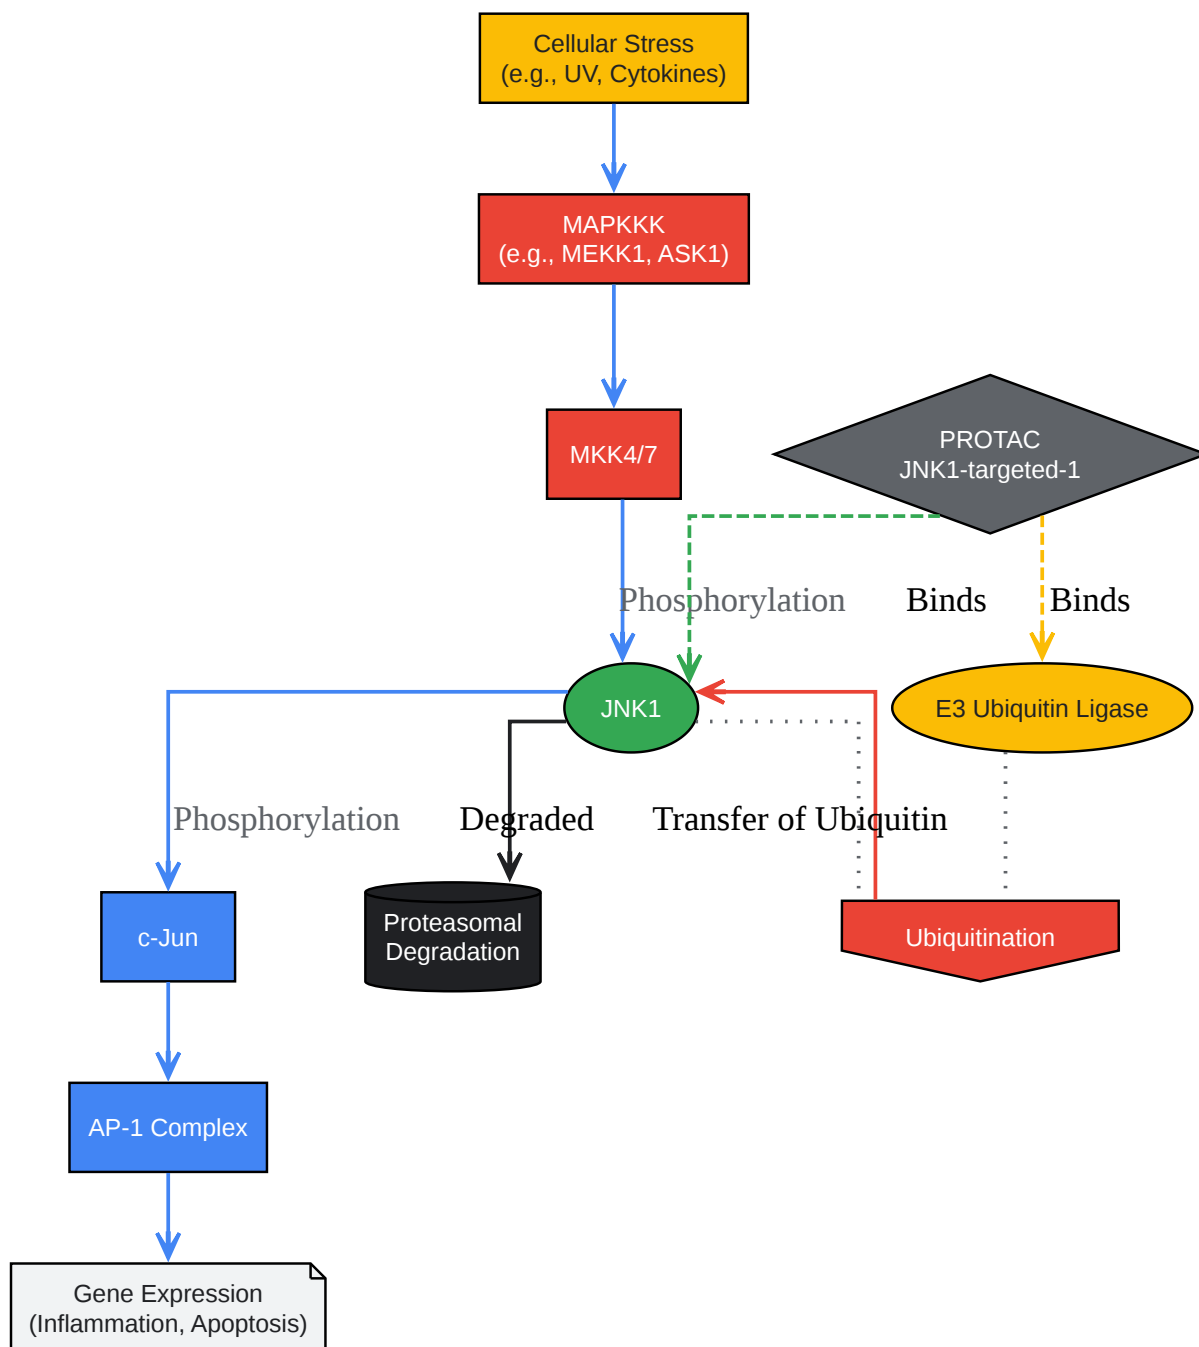 Cellular Stress
(e.g., UV, Cytokines)
MAPKKK
(e.g., MEKK1, ASK1)
MKK4/7
PROTAC
JNK1-targeted-1
Phosphorylation
Binds
Binds
JNK1
E3 Ubiquitin Ligase
Phosphorylation
Degraded
Transfer of Ubiquitin
c-Jun
Proteasomal
Degradation
Ubiquitination
AP-1 Complex
Gene Expression
(Inflammation, Apoptosis)